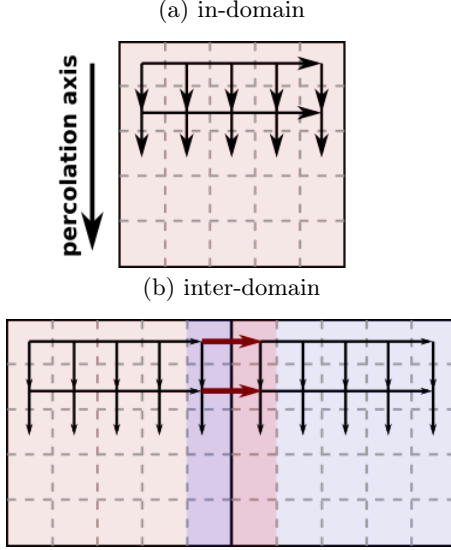 (a) in-domain
percolation axis
(b) inter-domain